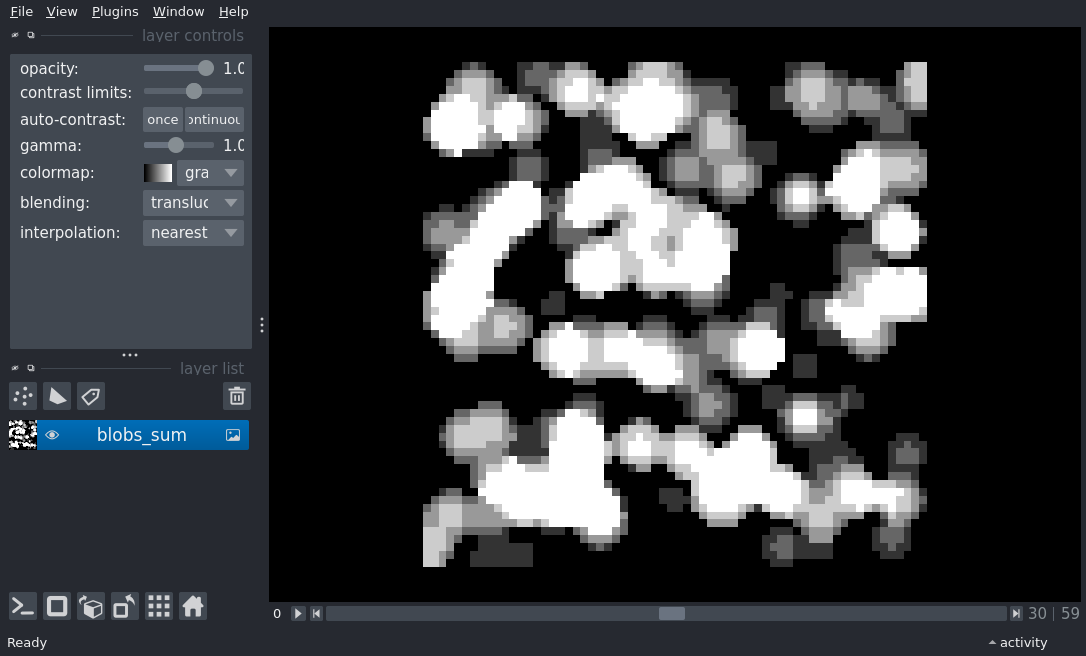 File View Plugins Window Help
layer controls
opacity: 1.0
contrast limits:
auto-contrast: once ontinuou
gamma: 1.0
colormap: gra
blending: transluc
interpolation: nearest
layer list
blobs_sum
0 30 | 59
Ready activity